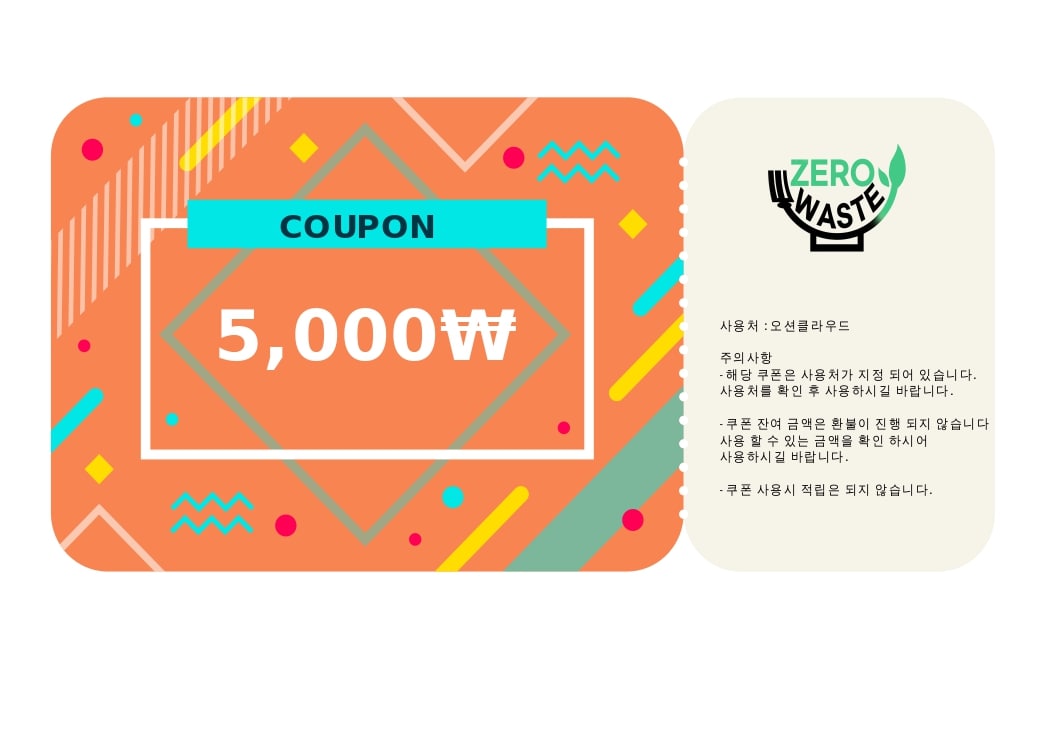 COUPON
5,000₩
ZERO
WASTE
사용처 : 오션클라우드
주의사항
- 해당 쿠폰은 사용처가 지정 되어 있습니다.
사용처를 확인 후 사용하시길 바랍니다.
- 쿠폰 잔여 금액은 환불이 진행 되지 않습니다
사용 할 수 있는 금액을 확인 하시어
사용하시길 바랍니다.
- 쿠폰 사용시 적립은 되지 않습니다.